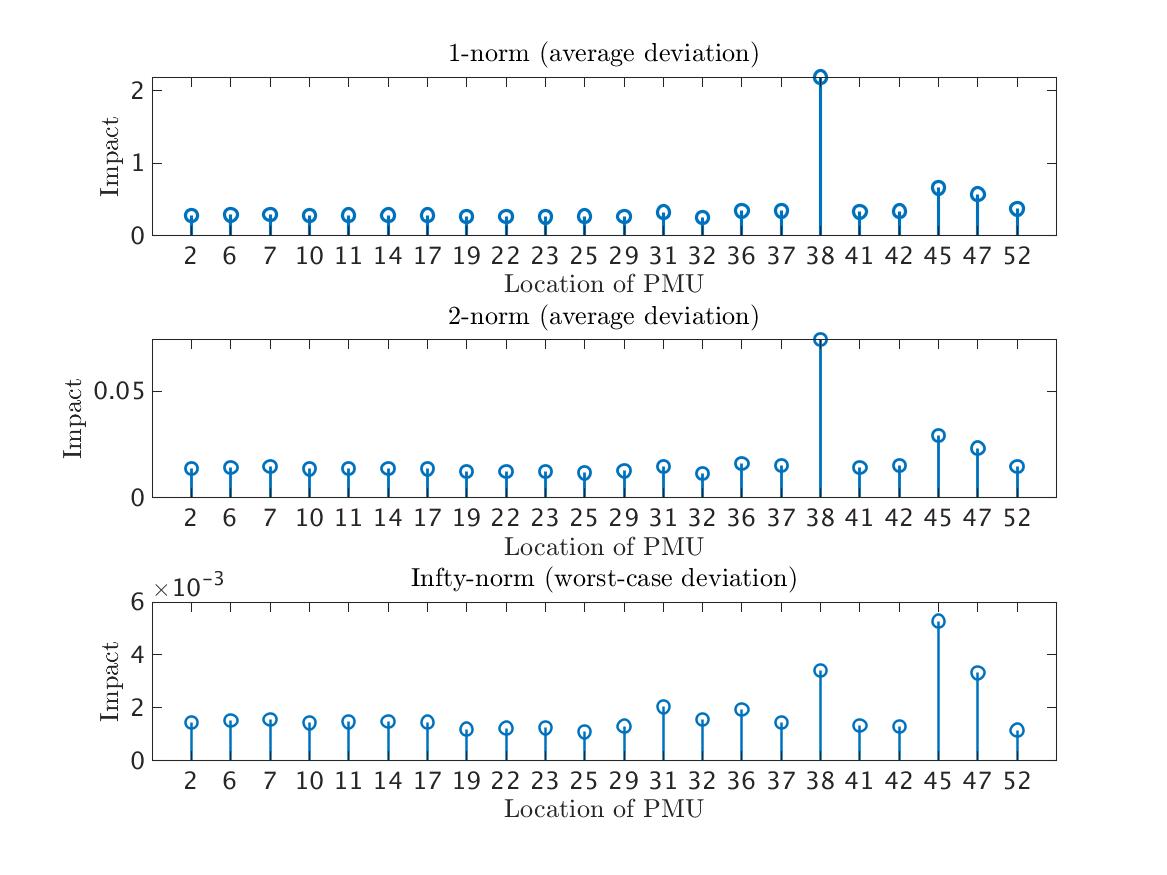 1-norm (average deviation)
2
1
0
Impact
2 6 7 10 11 14 17 19 22 23 25 29 31 32 36 37 38 41 42 45 47 52
Location of PMU
2-norm (average deviation)
0.05
0
Impact
2 6 7 10 11 14 17 19 22 23 25 29 31 32 36 37 38 41 42 45 47 52
Location of PMU
Infty-norm (worst-case deviation)
×10⁻³
6
4
2
0
Impact
2 6 7 10 11 14 17 19 22 23 25 29 31 32 36 37 38 41 42 45 47 52
Location of PMU